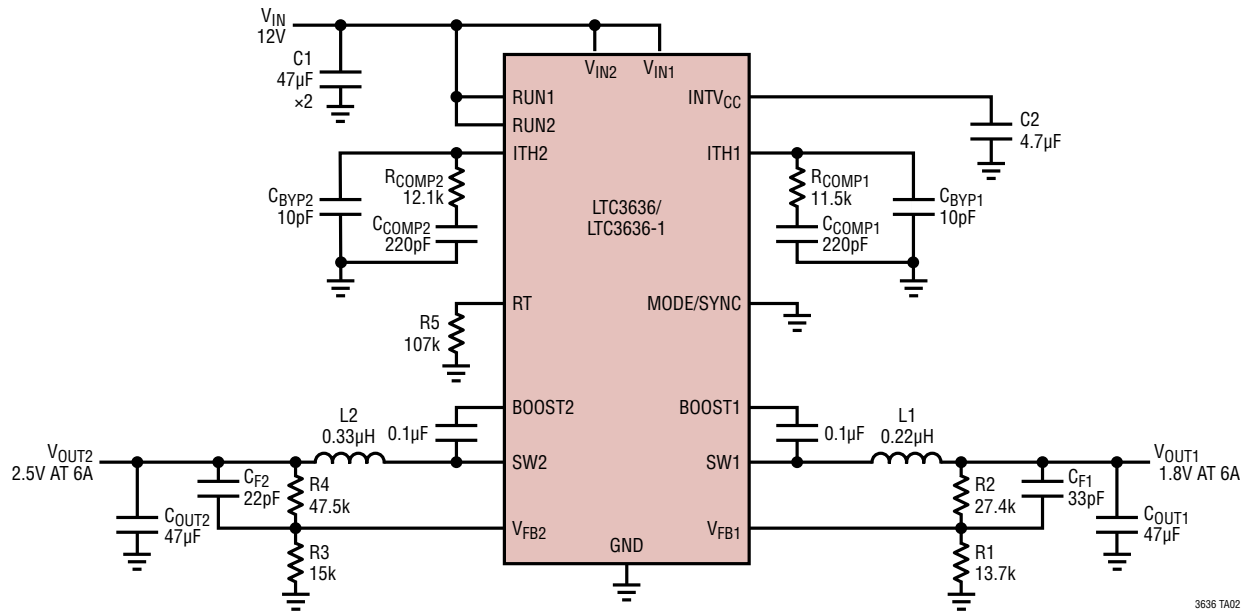 VIN
12V
C1
47µF
×2
VIN2
VIN1
RUN1
RUN2
ITH2
INTVCC
ITH1
C2
4.7µF
CBYP2
10pF
RCOMP2
12.1k
CCOMP2
220pF
LTC3636/
LTC3636-1
RCOMP1
11.5k
CCOMP1
220pF
CBYP1
10pF
RT
MODE/SYNC
R5
107k
BOOST2
BOOST1
L2
0.33µH
0.1µF
0.1µF
L1
0.22µH
VOUT2
2.5V AT 6A
SW2
SW1
VOUT1
1.8V AT 6A
CF2
22pF
R4
47.5k
R2
27.4k
CF1
33pF
COUT2
47µF
VFB2
VFB1
COUT1
47µF
R3
15k
GND
R1
13.7k
3636 TA02